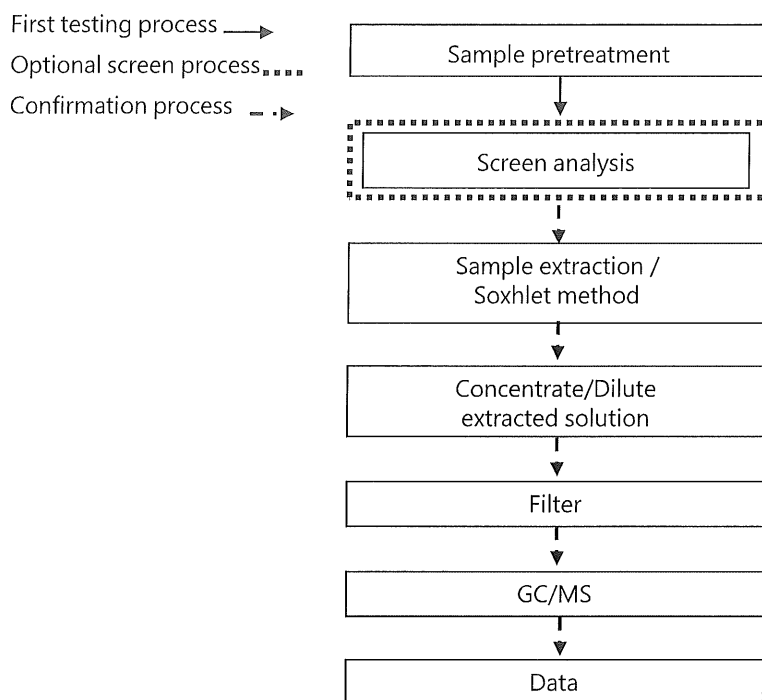 First testing process
Optional screen process
Confirmation process
Sample pretreatment
Screen analysis
Sample extraction /
Soxhlet method
Concentrate/Dilute
extracted solution
Filter
GC/MS
Data